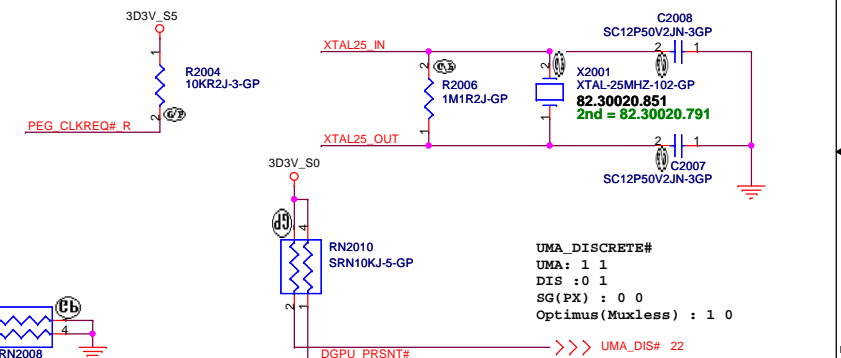 3D3V_S5
1
R2004
10KR2J-3-GP
2
PEG_CLKREQ#_R
XTAL25_IN
C2008
SC12P50V2JN-3GP
2
1
2
R2006
1M1R2J-GP
1
2
X2001
XTAL-25MHZ-102-GP
82.30020.851
2nd = 82.30020.791
1
XTAL25_OUT
2
1
C2007
SC12P50V2JN-3GP
3D3V_S0
4
RN2010
SRN10KJ-5-GP
2
1
UMA_DISCRETE#
UMA: 1 1
DIS :0 1
SG(PX) : 0 0
Optimus(Muxless) : 1 0
4
RN2008
DGPU_PRSNT#
UMA_DIS# 22